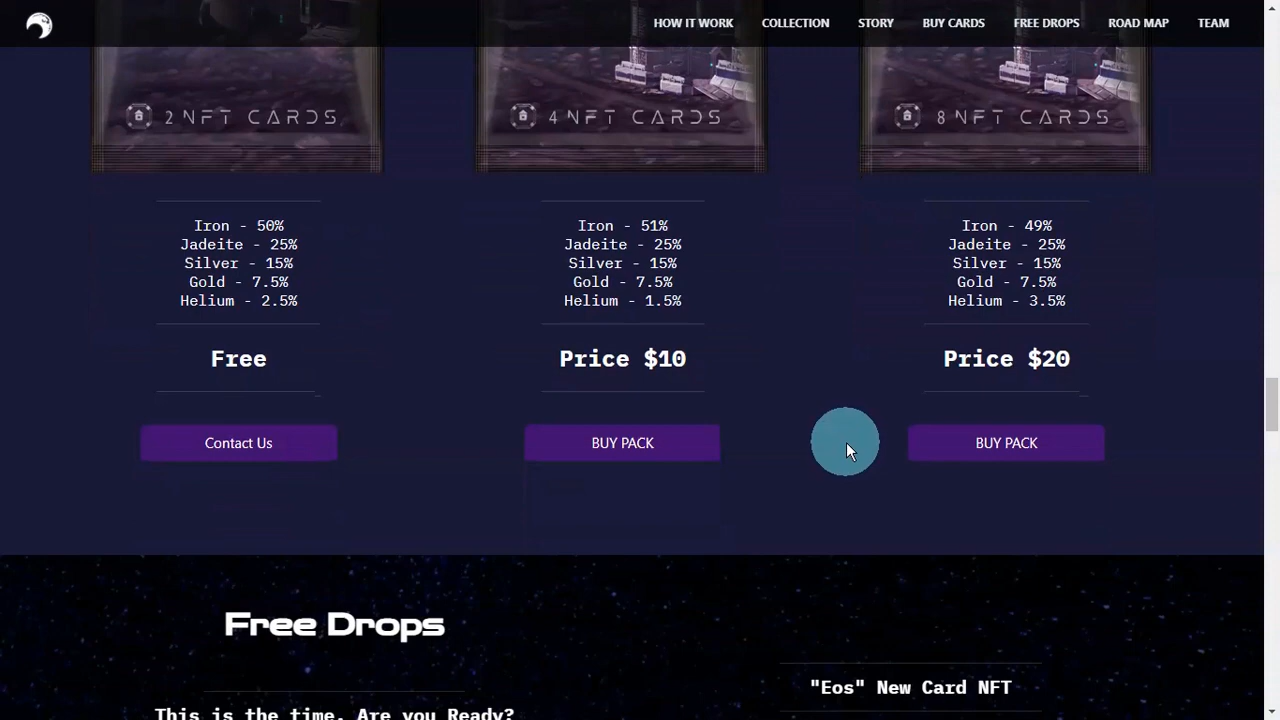 HOW IT WORK COLLECTION STORY BUY CARDS FREE DROPS ROAD MAP TEAM
2 NFT CARDS
4 NFT CARDS
8 NFT CARDS
Iron - 50%
Jadeite - 25%
Silver - 15%
Gold - 7.5%
Helium - 2.5%
Free
Contact Us
Iron - 51%
Jadeite - 25%
Silver - 15%
Gold - 7.5%
Helium - 1.5%
Price $10
BUY PACK
Iron - 49%
Jadeite - 25%
Silver - 15%
Gold - 7.5%
Helium - 3.5%
Price $20
BUY PACK
Free Drops
This is the time. Are you Ready?
"Eos" New Card NFT